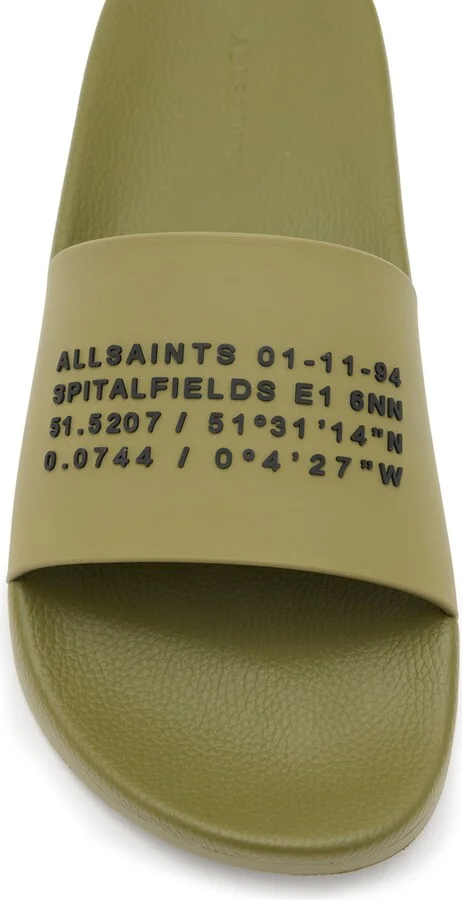 ALLSAINTS 01-11-94
SPITALFIELDS E1 6NN
51.5207 / 51°31'14"N
0.0744 / 0°4'27"W